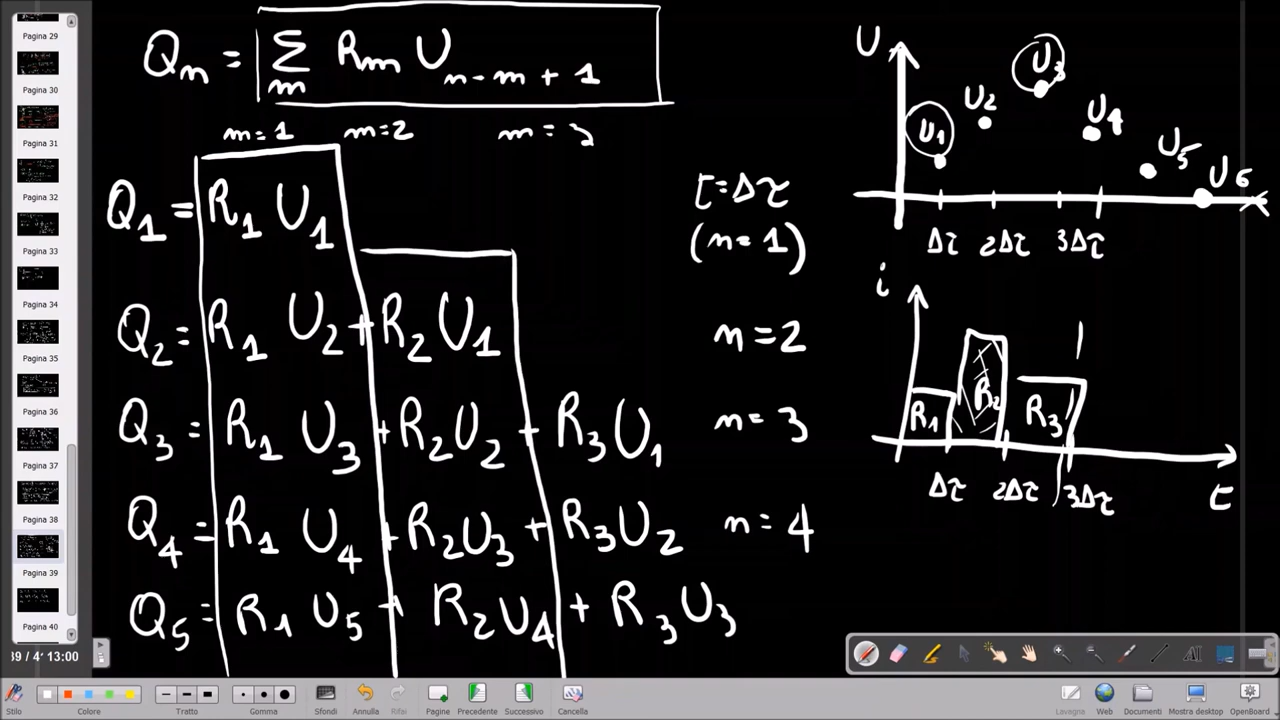 Pagina 29
Pagina 30
Pagina 31
Pagina 32
Pagina 33
Pagina 34
Pagina 35
Pagina 36
Pagina 37
Pagina 38
Pagina 39
Pagina 40
13:00
Qn = Σm Rm Un-m+1
m=1 m=2 m=3
Q1 = R1 U1
Q2 = R1 U2 + R2 U1
Q3 = R1 U3 + R2 U2 + R3 U1
Q4 = R1 U4 + R2 U3 + R3 U2
Q5 = R1 U5 + R2 U4 + R3 U3
t=Δτ
(n=1)
n=2
n=3
n=4
U
U1 U2 U3 U4 U5 U6
Δτ 2Δτ 3Δτ
i
R1 R2 R3
Δτ 2Δτ 3Δτ t
Stilo Colore Tratto Gomma Sfondi Annulla Rifai Pagine Precedente Successivo Cancella Lavagna Web Documenti Mostra desktop OpenBoard